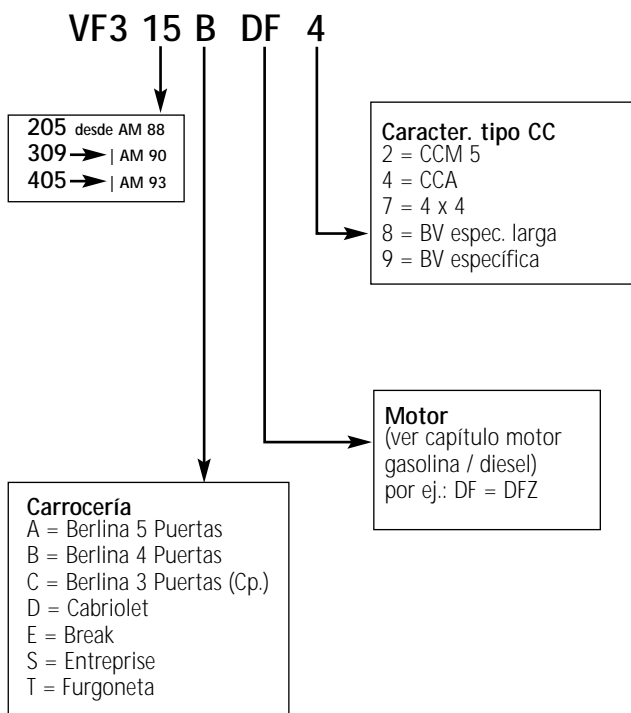 VF3 15 B DF 4
205 desde AM 88
309 | AM 90
405 | AM 93
Caracter. tipo CC
2 = CCM 5
4 = CCA
7 = 4 x 4
8 = BV espec. larga
9 = BV específica
Motor
(ver capítulo motor
gasolina / diesel)
por ej.: DF = DFZ
Carrocería
A = Berlina 5 Puertas
B = Berlina 4 Puertas
C = Berlina 3 Puertas (Cp.)
D = Cabriolet
E = Break
S = Entreprise
T = Furgoneta